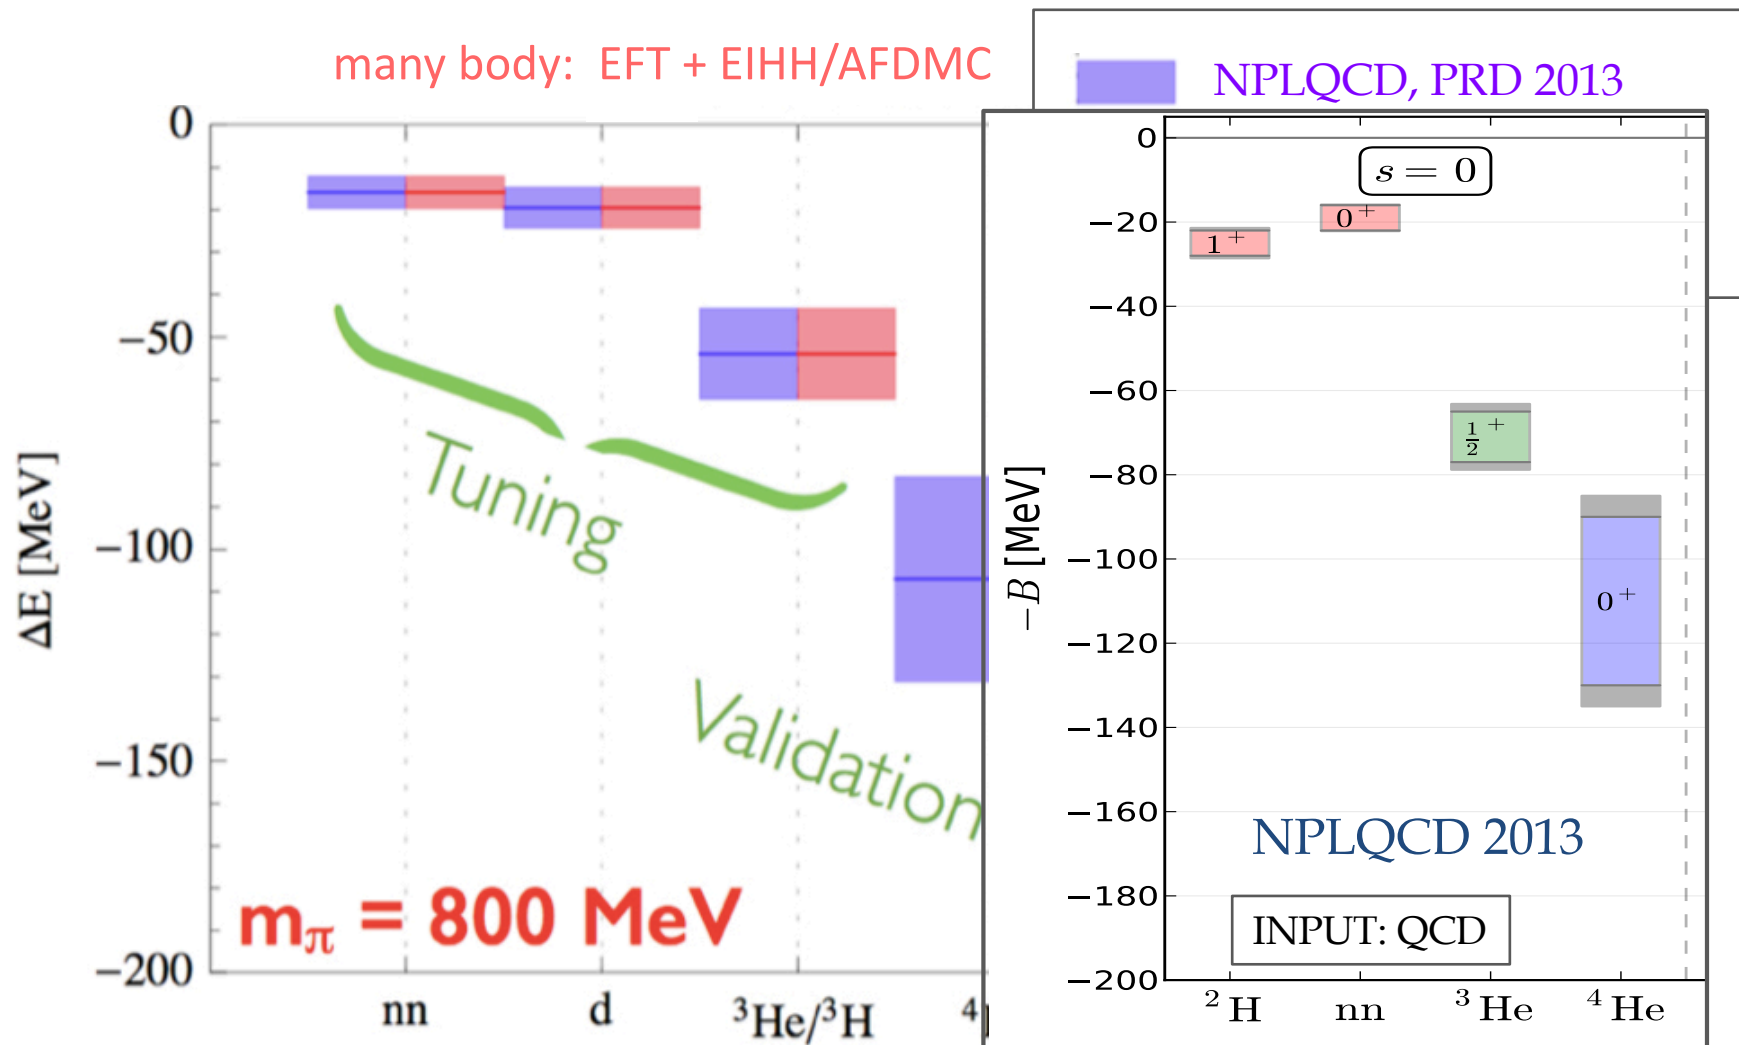 many body: EFT + EIHH/AFDMC
NPLQCD, PRD 2013
0
−50
−100
−150
−200
ΔE [MeV]
Tuning
Validation
mπ = 800 MeV
nn
d
³He/³H
4
0
−20
−40
−60
−80
−100
−120
−140
−160
−180
−200
−B [MeV]
s = 0
1⁺
0⁺
½⁺
0⁺
NPLQCD 2013
INPUT: QCD
²H
nn
³He
⁴He